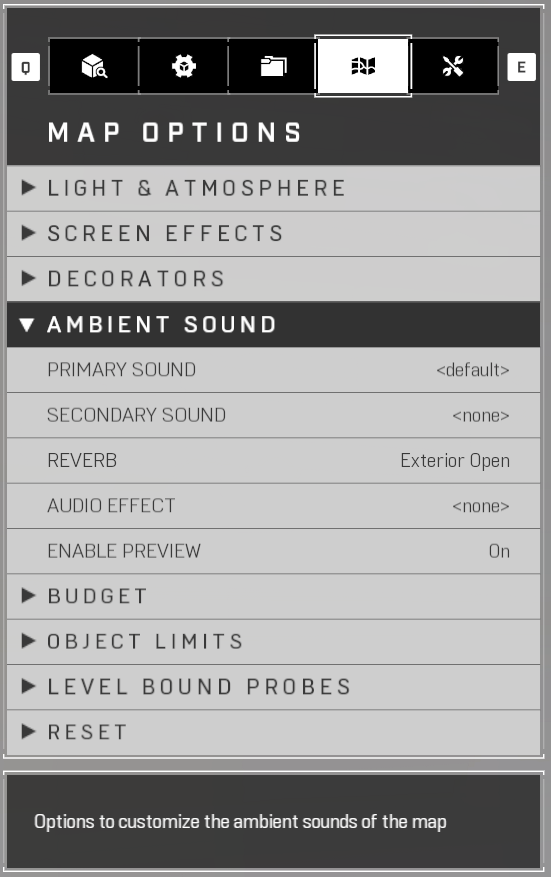 Q
E
MAP OPTIONS
LIGHT & ATMOSPHERE
SCREEN EFFECTS
DECORATORS
AMBIENT SOUND
PRIMARY SOUND <default>
SECONDARY SOUND <none>
REVERB Exterior Open
AUDIO EFFECT <none>
ENABLE PREVIEW On
BUDGET
OBJECT LIMITS
LEVEL BOUND PROBES
RESET
Options to customize the ambient sounds of the map